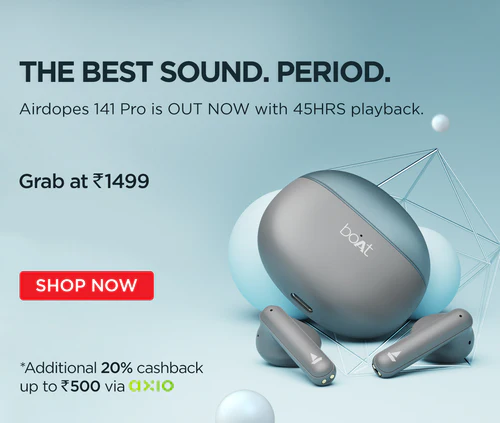 THE BEST SOUND. PERIOD.
Airdopes 141 Pro is OUT NOW with 45HRS playback.
Grab at ₹1499
boAt
SHOP NOW
*Additional 20% cashback
up to ₹500 via axio